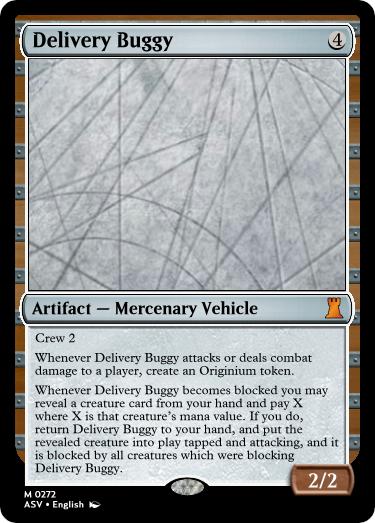 Delivery Buggy 4
Artifact — Mercenary Vehicle
Crew 2
Whenever Delivery Buggy attacks or deals combat
damage to a player, create an Originium token.
Whenever Delivery Buggy becomes blocked you may
reveal a creature card from your hand and pay X
where X is that creature's mana value. If you do,
return Delivery Buggy to your hand, and put the
revealed creature into play tapped and attacking, and it
is blocked by all creatures which were blocking
Delivery Buggy.
2/2
M 0272
ASV • English